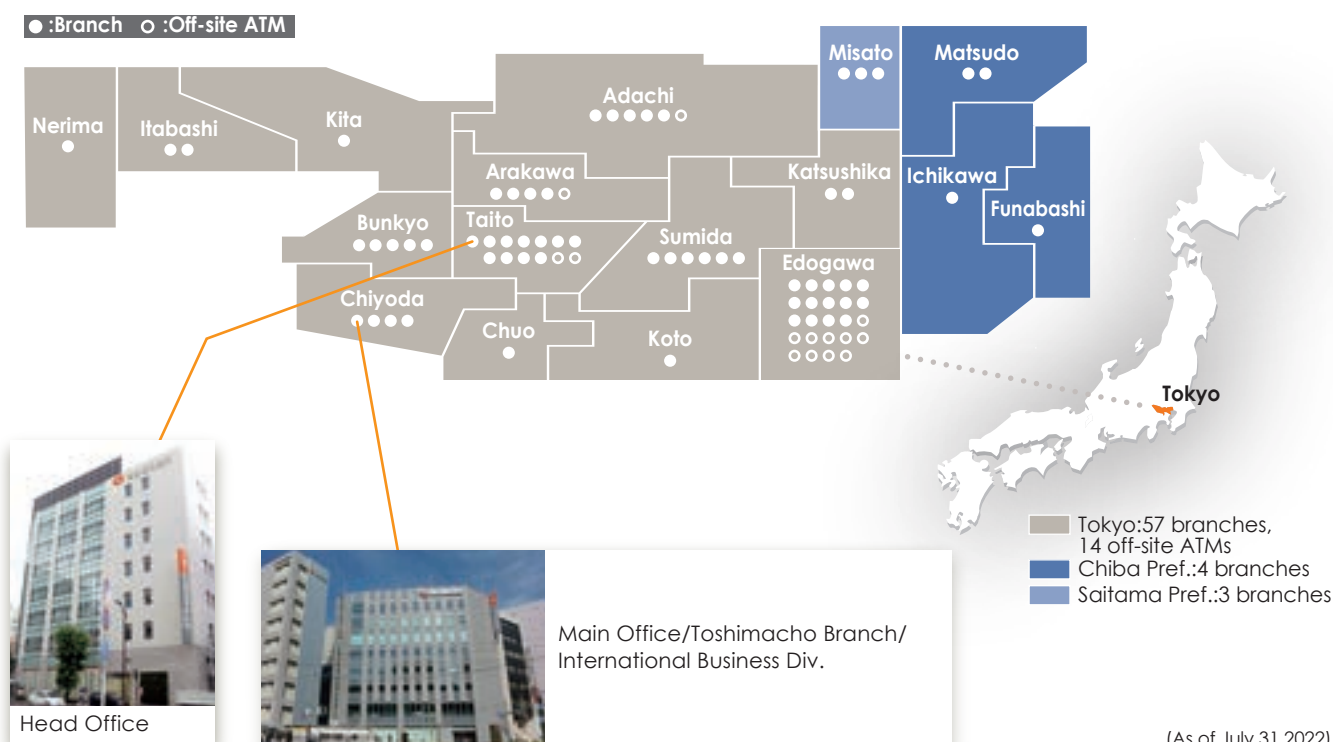 :Branch :Off-site ATM
Misato
Matsudo
Adachi
Nerima
Itabashi
Kita
Arakawa
Katsushika
Ichikawa
Funabashi
Bunkyo
Taito
Sumida
Edogawa
Chiyoda
Chuo
Koto
Tokyo
Tokyo:57 branches,
14 off-site ATMs
Chiba Pref.:4 branches
Saitama Pref.:3 branches
Main Office/Toshimacho Branch/
International Business Div.
Head Office
(As of July 31,2022)